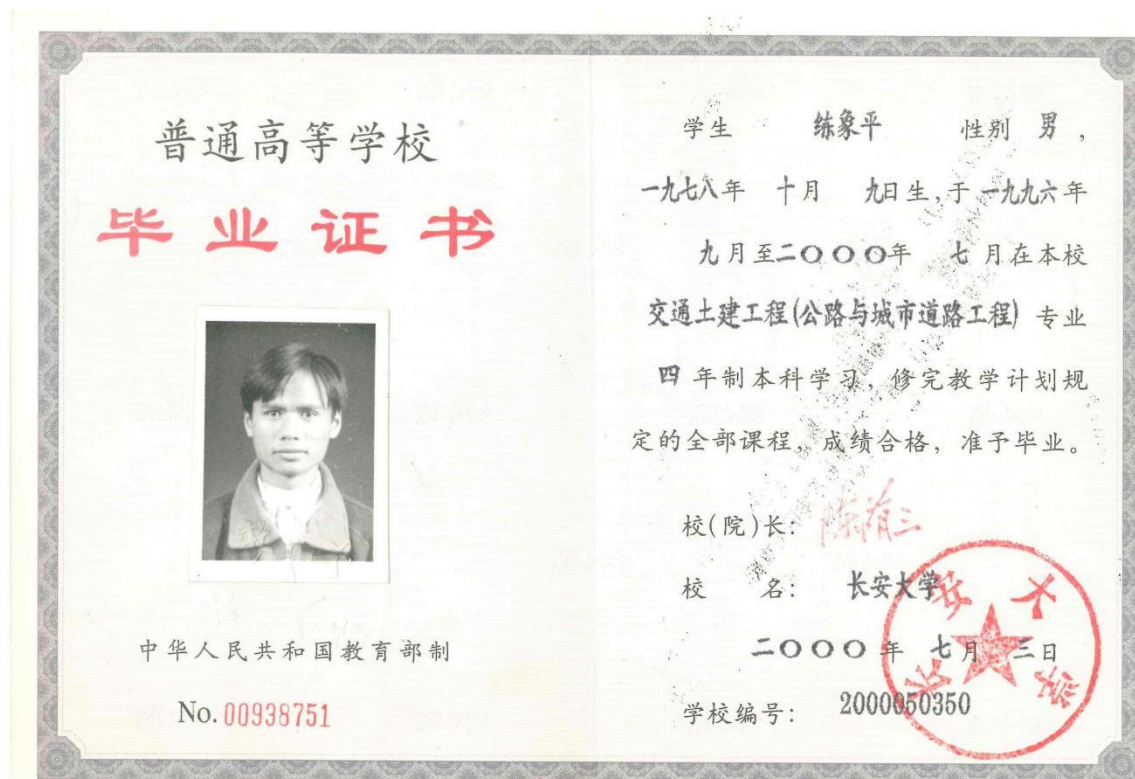 普通高等学校
毕业证书
中华人民共和国教育部制
No. 00938751
学生 练象平 性别 男，
一九七八年 十月 九日生，于一九九六年
九月至二〇〇〇年 七月在本校
交通土建工程(公路与城市道路工程) 专业
四 年制本科学习，修完教学计划规
定的全部课程，成绩合格，准予毕业。
校(院)长：
校 名： 长安大学
二〇〇〇年 七月 三日
学校编号： 2000050350
长安大学